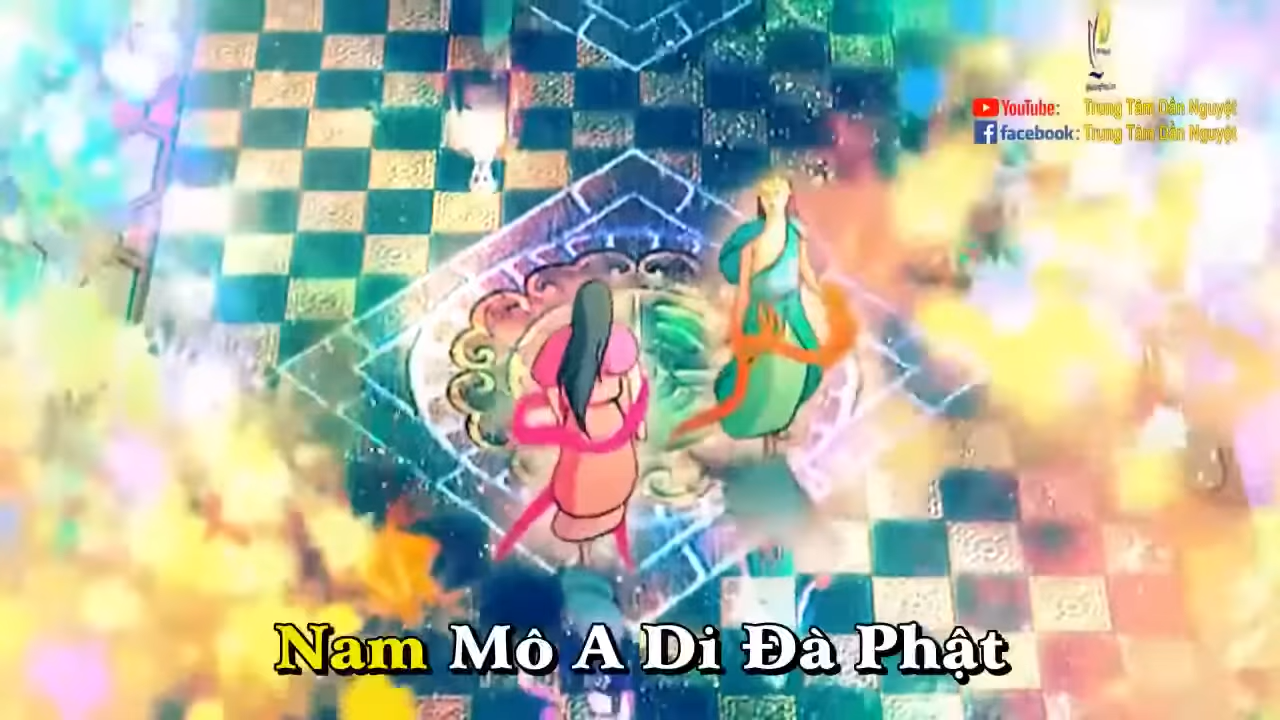 YouTube: Trung Tâm Dần Nguyệt
facebook: Trung Tâm Dần Nguyệt
Nam Mô A Di Đà Phật